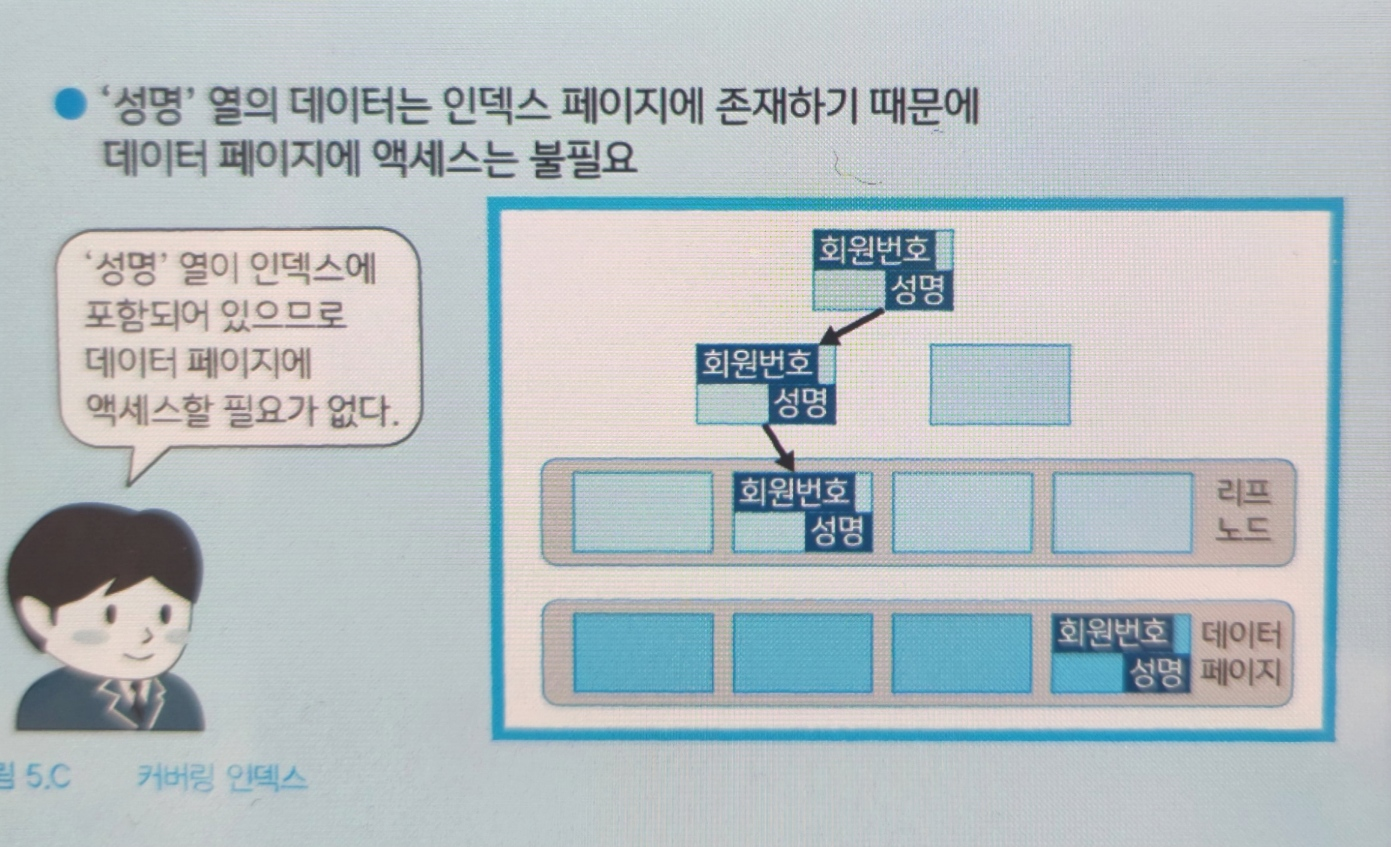 ‘성명’ 열의 데이터는 인덱스 페이지에 존재하기 때문에
데이터 페이지에 액세스는 불필요
‘성명’ 열이 인덱스에
포함되어 있으므로
데이터 페이지에
액세스할 필요가 없다.
회원번호
성명
회원번호
성명
회원번호
성명
리프
노드
회원번호
성명
데이터
페이지
림 5.C 커버링 인덱스